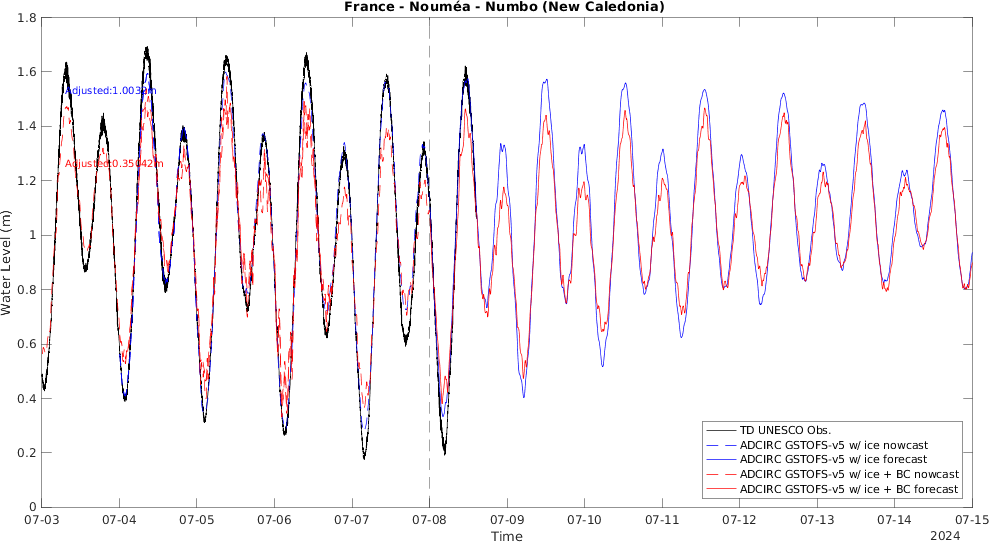 France - Nouméa - Numbo (New Caledonia)
1.8
1.6
1.4
1.2
1
0.8
0.6
0.4
0.2
0
Water Level (m)
Adjusted:0.35042m
TD UNESCO Obs.
ADCIRC GSTOFS-v5 w/ ice nowcast
ADCIRC GSTOFS-v5 w/ ice forecast
ADCIRC GSTOFS-v5 w/ ice + BC nowcast
ADCIRC GSTOFS-v5 w/ ice + BC forecast
07-03 07-04 07-05 07-06 07-07 07-08 07-09 07-10 07-11 07-12 07-13 07-14 07-15
Time
2024